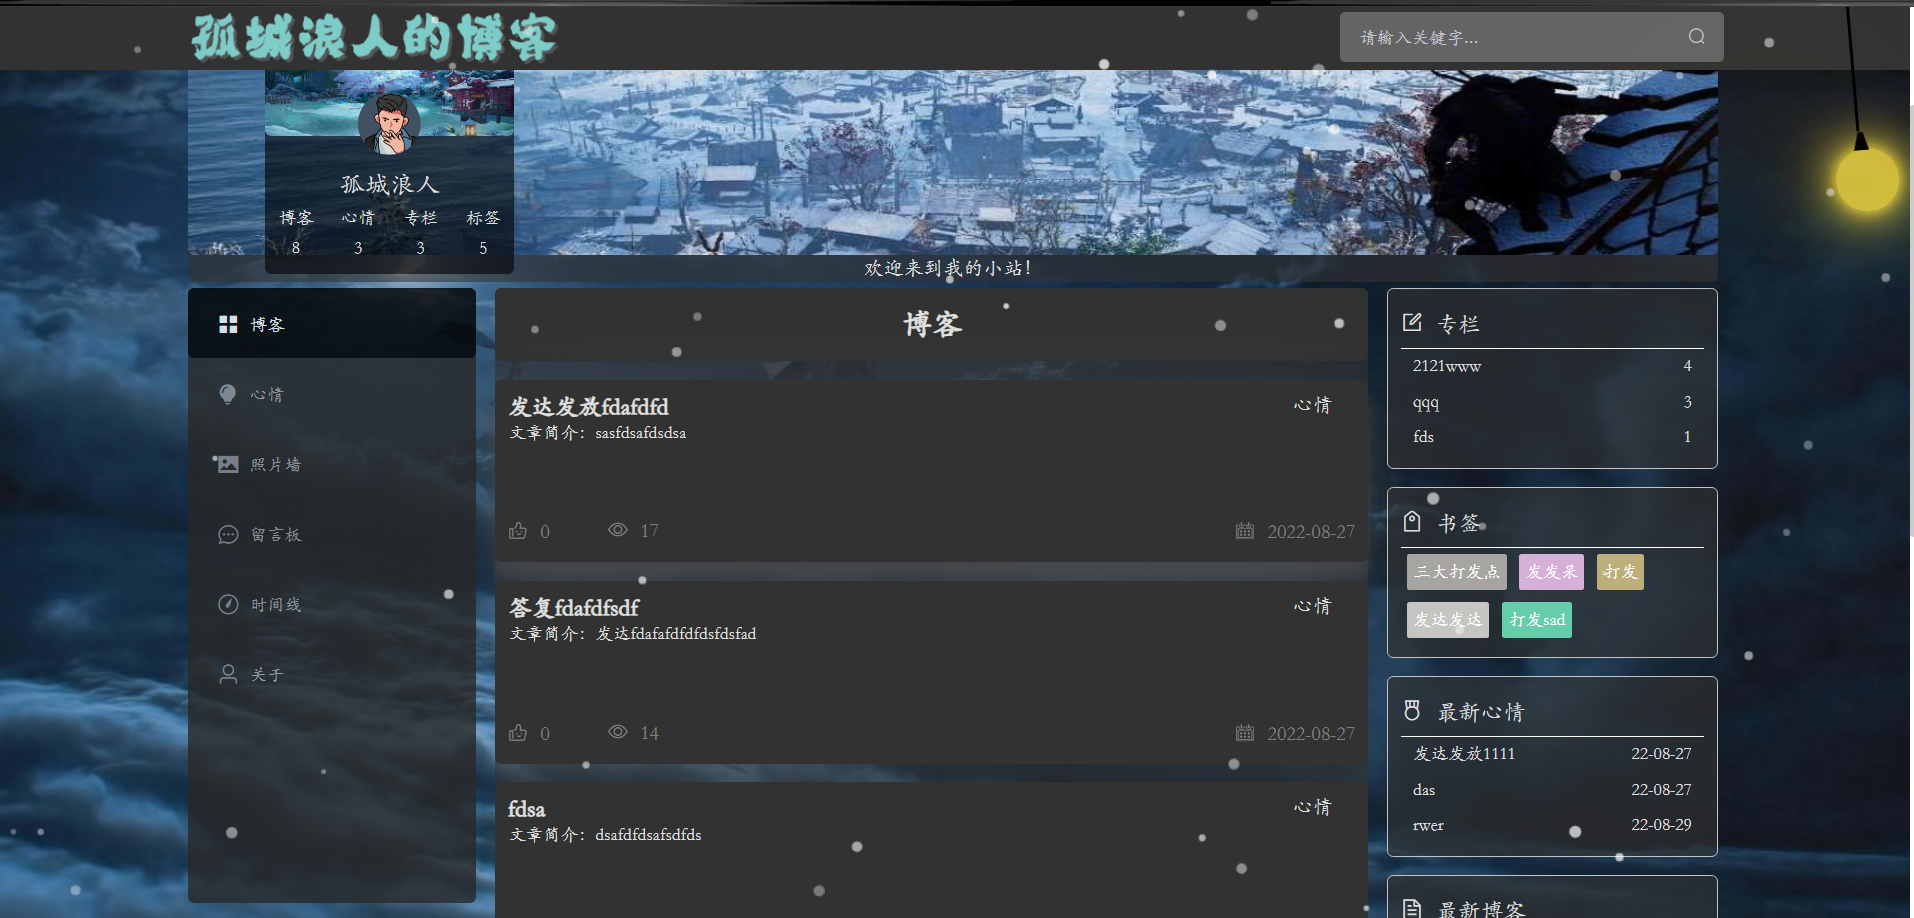 孤城浪人的博客
请输入关键字...
孤城浪人
博客 心情 专栏 标签
8 3 3 5
欢迎来到我的小站!
博客
心情
照片墙
留言板
时间线
关于
博客
发达发放fdafdfd 心情
文章简介：sasfdsafdsdsa
0 17 2022-08-27
答复fdafdfsdf 心情
文章简介：发达fdafafdfdfdsfdsfad
0 14 2022-08-27
fdsa 心情
文章简介：dsafdfdsafsdfds
专栏
2121www 4
qqq 3
fds 1
书签
三大打发点 发发呆 打发
发达发达 打发sad
最新心情
发达发放1111 22-08-27
das 22-08-27
rwer 22-08-29
最新博客